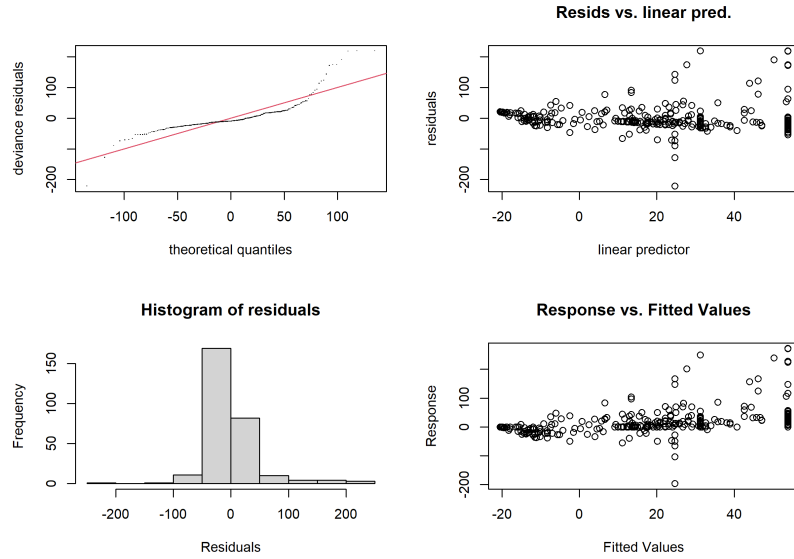 deviance residuals
100
0
-200
-100
-50
0
50
100
theoretical quantiles
Resids vs. linear pred.
residuals
100
0
-200
-20
0
20
40
linear predictor
Histogram of residuals
Frequency
150
100
50
0
-200
-100
0
100
200
Residuals
Response vs. Fitted Values
Response
100
0
-200
-20
0
20
40
Fitted Values